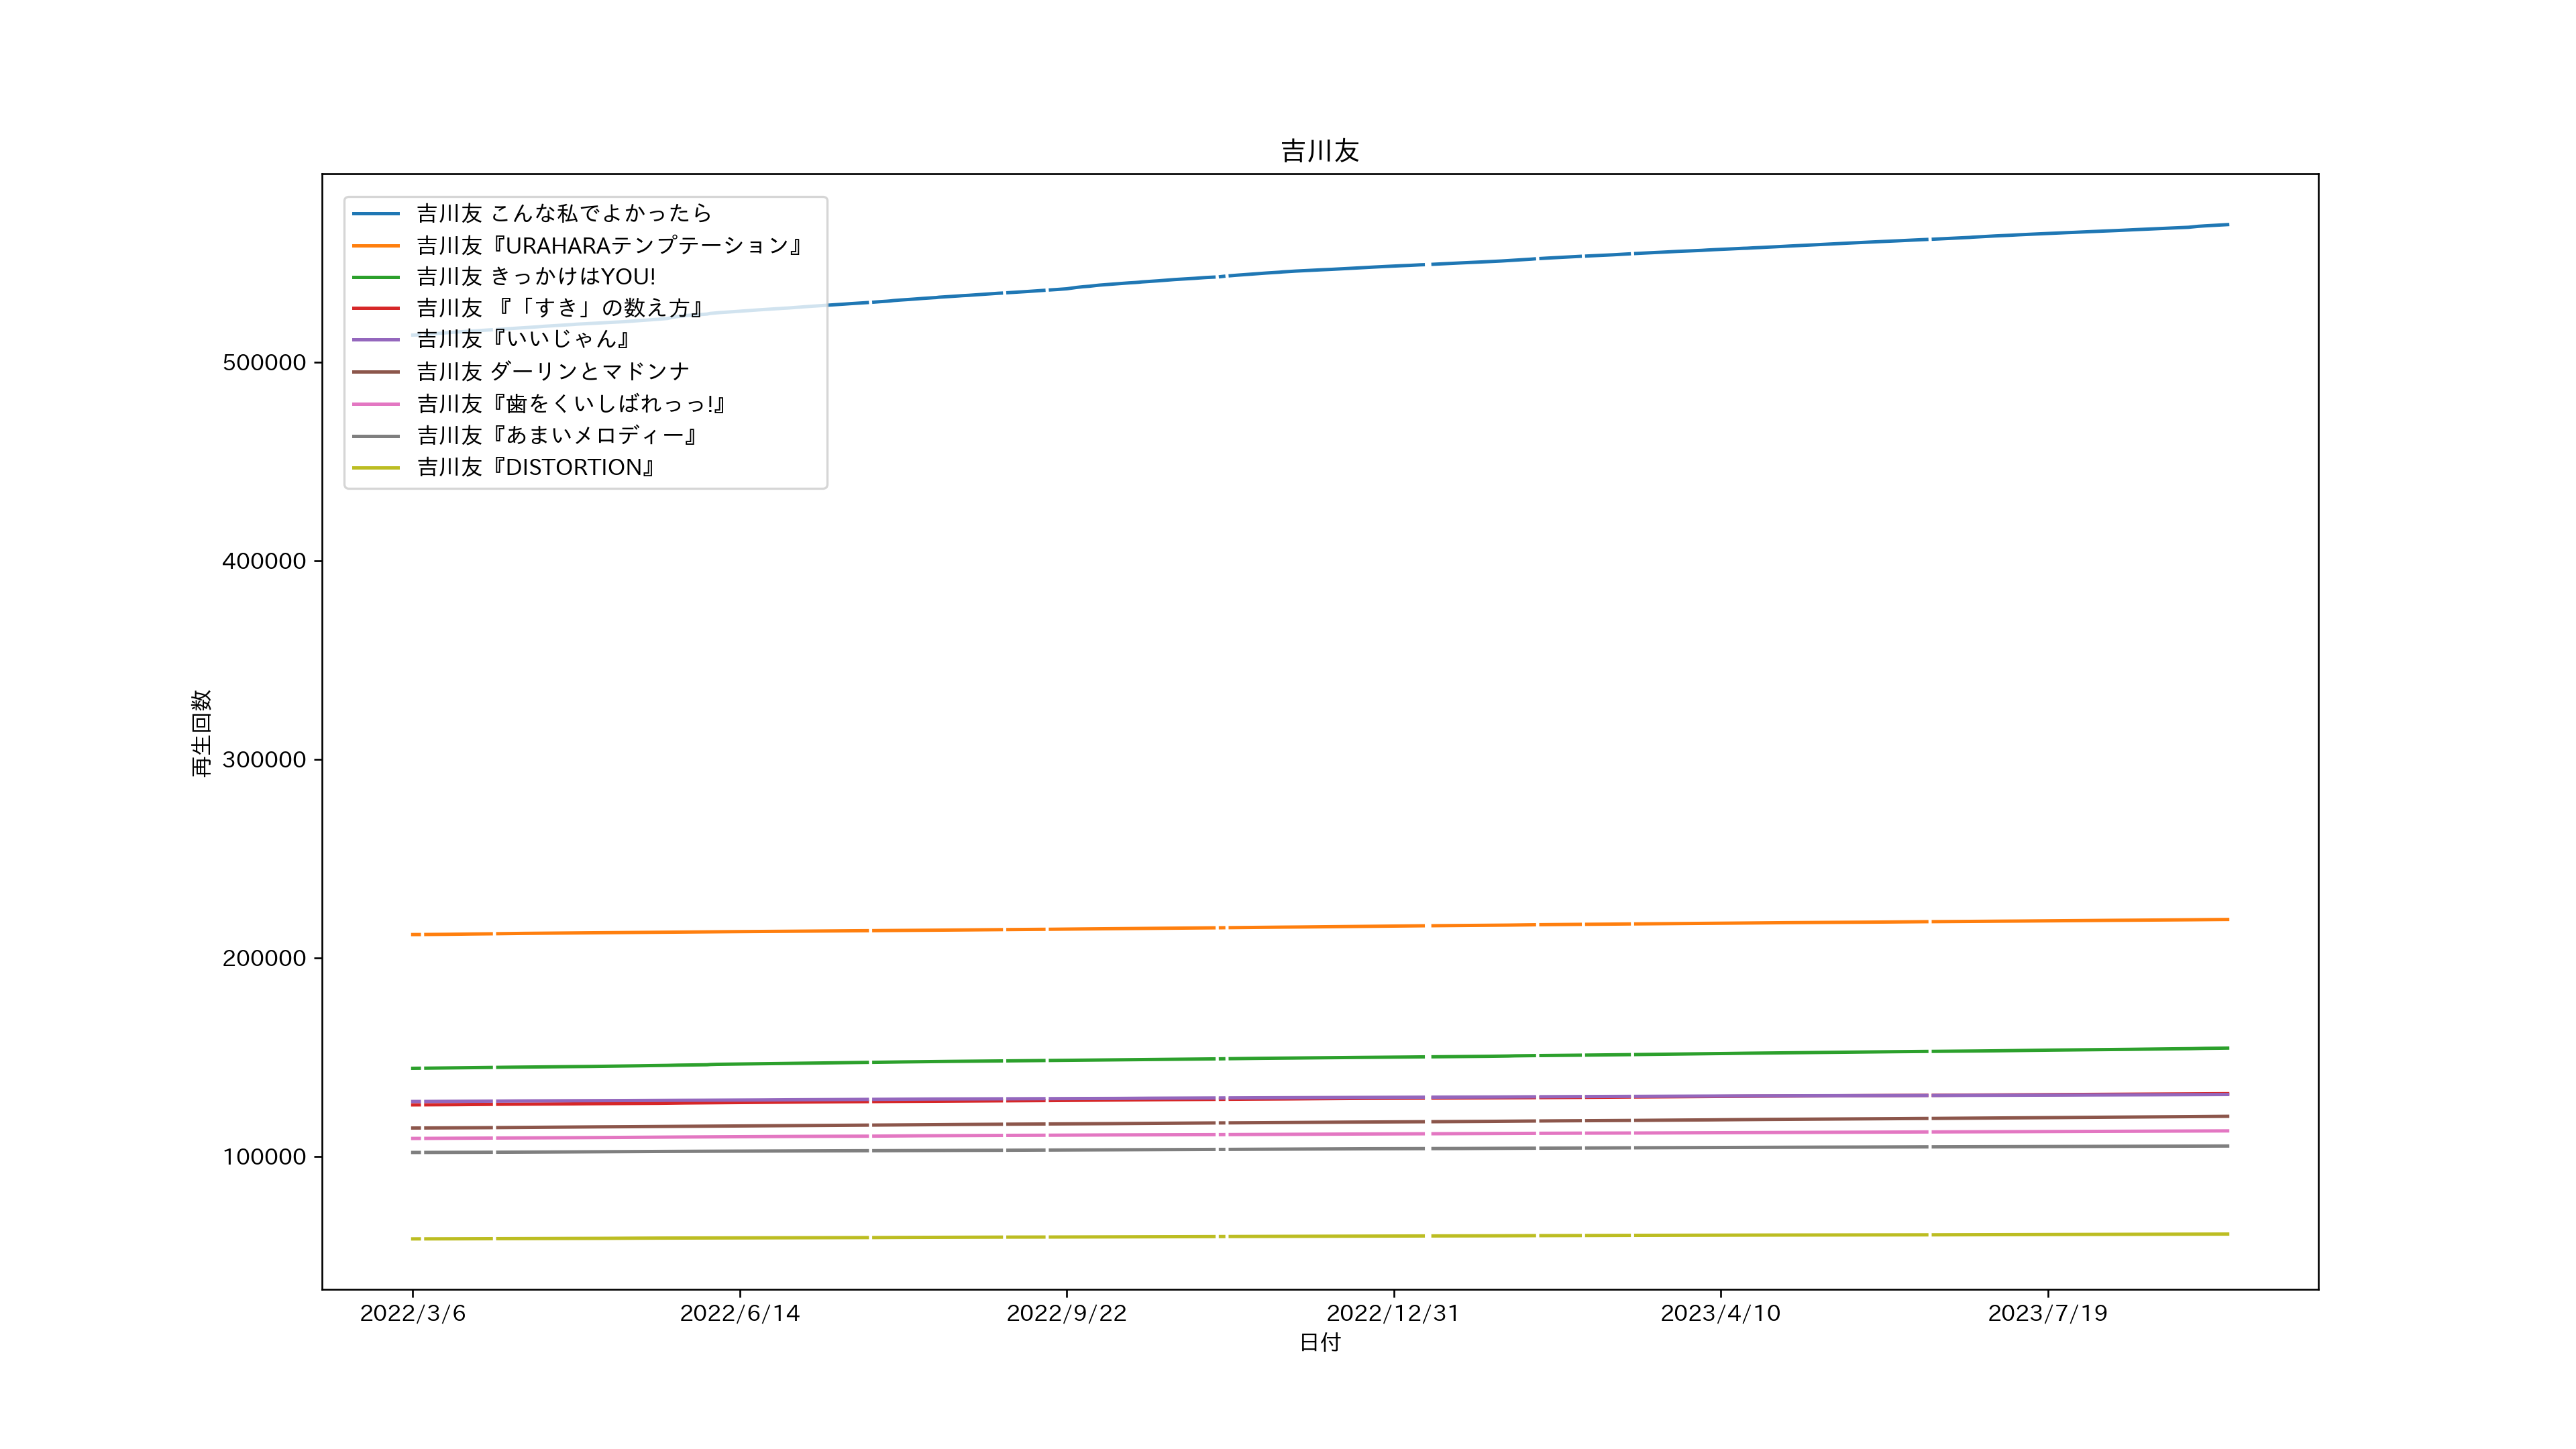 吉川友
吉川友 こんな私でよかったら
吉川友『URAHARAテンプテーション』
吉川友 きっかけはYOU!
吉川友 『「すき」の数え方』
吉川友『いいじゃん』
吉川友 ダーリンとマドンナ
吉川友『歯をくいしばれっっ!』
吉川友『あまいメロディー』
吉川友『DISTORTION』
再生回数
500000
400000
300000
200000
100000
2022/3/6 2022/6/14 2022/9/22 2022/12/31 2023/4/10 2023/7/19
日付